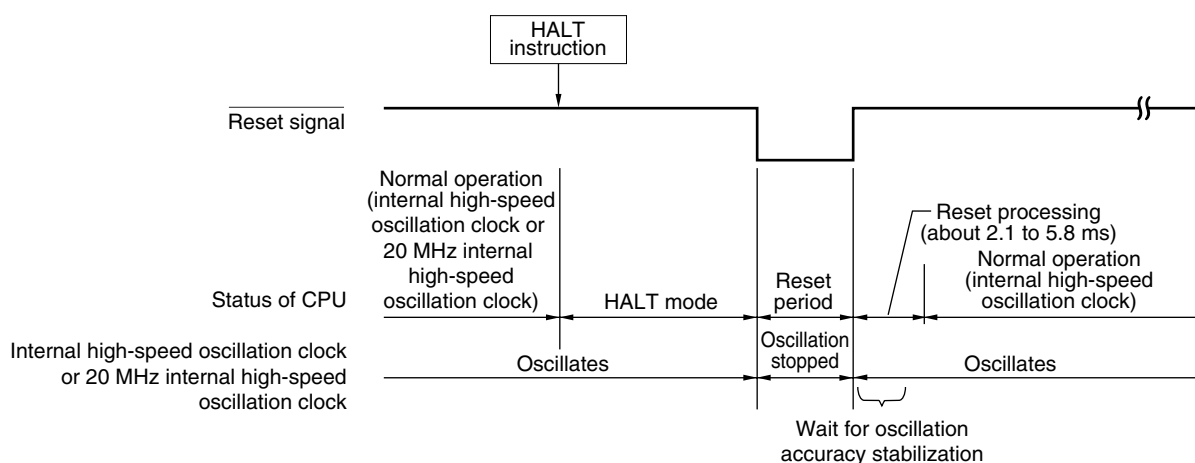 HALT
instruction
Reset signal
Normal operation
(internal high-speed
oscillation clock or
20 MHz internal
high-speed
oscillation clock)
Status of CPU
HALT mode
Reset
period
Reset processing
(about 2.1 to 5.8 ms)
Normal operation
(internal high-speed
oscillation clock)
Internal high-speed oscillation clock
or 20 MHz internal high-speed
oscillation clock
Oscillates
Oscillation
stopped
Oscillates
Wait for oscillation
accuracy stabilization